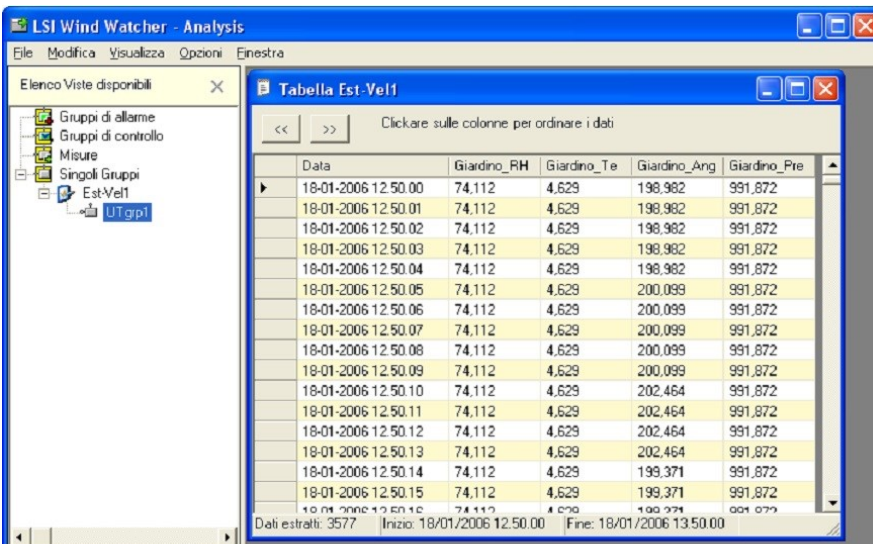 LSI Wind Watcher - Analysis
File Modifica Visualizza Opzioni Finestra
Elenco Viste disponibili
Gruppi di allarme
Gruppi di controllo
Misure
Singoli Gruppi
Est-Vel1
UTgrp1
Tabella Est-Vel1
<< >> Clickare sulle colonne per ordinare i dati
Data Giardino_RH Giardino_Te Giardino_Ang Giardino_Pre
18-01-2006 12.50.00 74,112 4,629 198,982 991,872
18-01-2006 12.50.01 74,112 4,629 198,982 991,872
18-01-2006 12.50.02 74,112 4,629 198,982 991,872
18-01-2006 12.50.03 74,112 4,629 198,982 991,872
18-01-2006 12.50.04 74,112 4,629 198,982 991,872
18-01-2006 12.50.05 74,112 4,629 200,099 991,872
18-01-2006 12.50.06 74,112 4,629 200,099 991,872
18-01-2006 12.50.07 74,112 4,629 200,099 991,872
18-01-2006 12.50.08 74,112 4,629 200,099 991,872
18-01-2006 12.50.09 74,112 4,629 200,099 991,872
18-01-2006 12.50.10 74,112 4,629 202,464 991,872
18-01-2006 12.50.11 74,112 4,629 202,464 991,872
18-01-2006 12.50.12 74,112 4,629 202,464 991,872
18-01-2006 12.50.13 74,112 4,629 202,464 991,872
18-01-2006 12.50.14 74,112 4,629 199,371 991,872
18-01-2006 12.50.15 74,112 4,629 199,371 991,872
18-01-2006 12.50.16 74,112 4,629 199,371 991,872
Dati estratti: 3577 Inizio: 18/01/2006 12.50.00 Fine: 18/01/2006 13.50.00